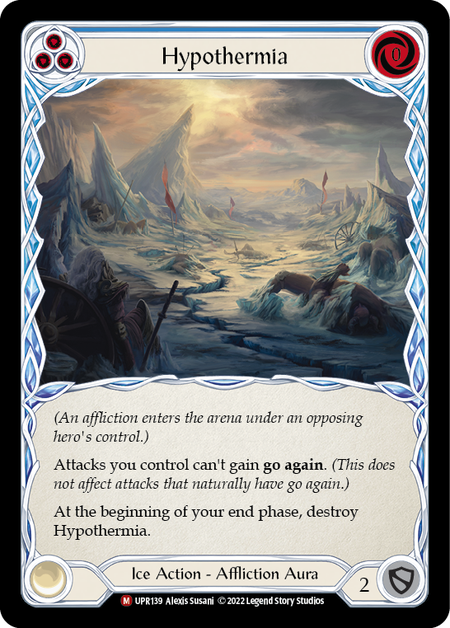 Hypothermia
0
(An affliction enters the arena under an opposing
hero's control.)
Attacks you control can't gain go again. (This does
not affect attacks that naturally have go again.)
At the beginning of your end phase, destroy
Hypothermia.
Ice Action - Affliction Aura
2
M UPR139 Alexis Susani © 2022 Legend Story Studios